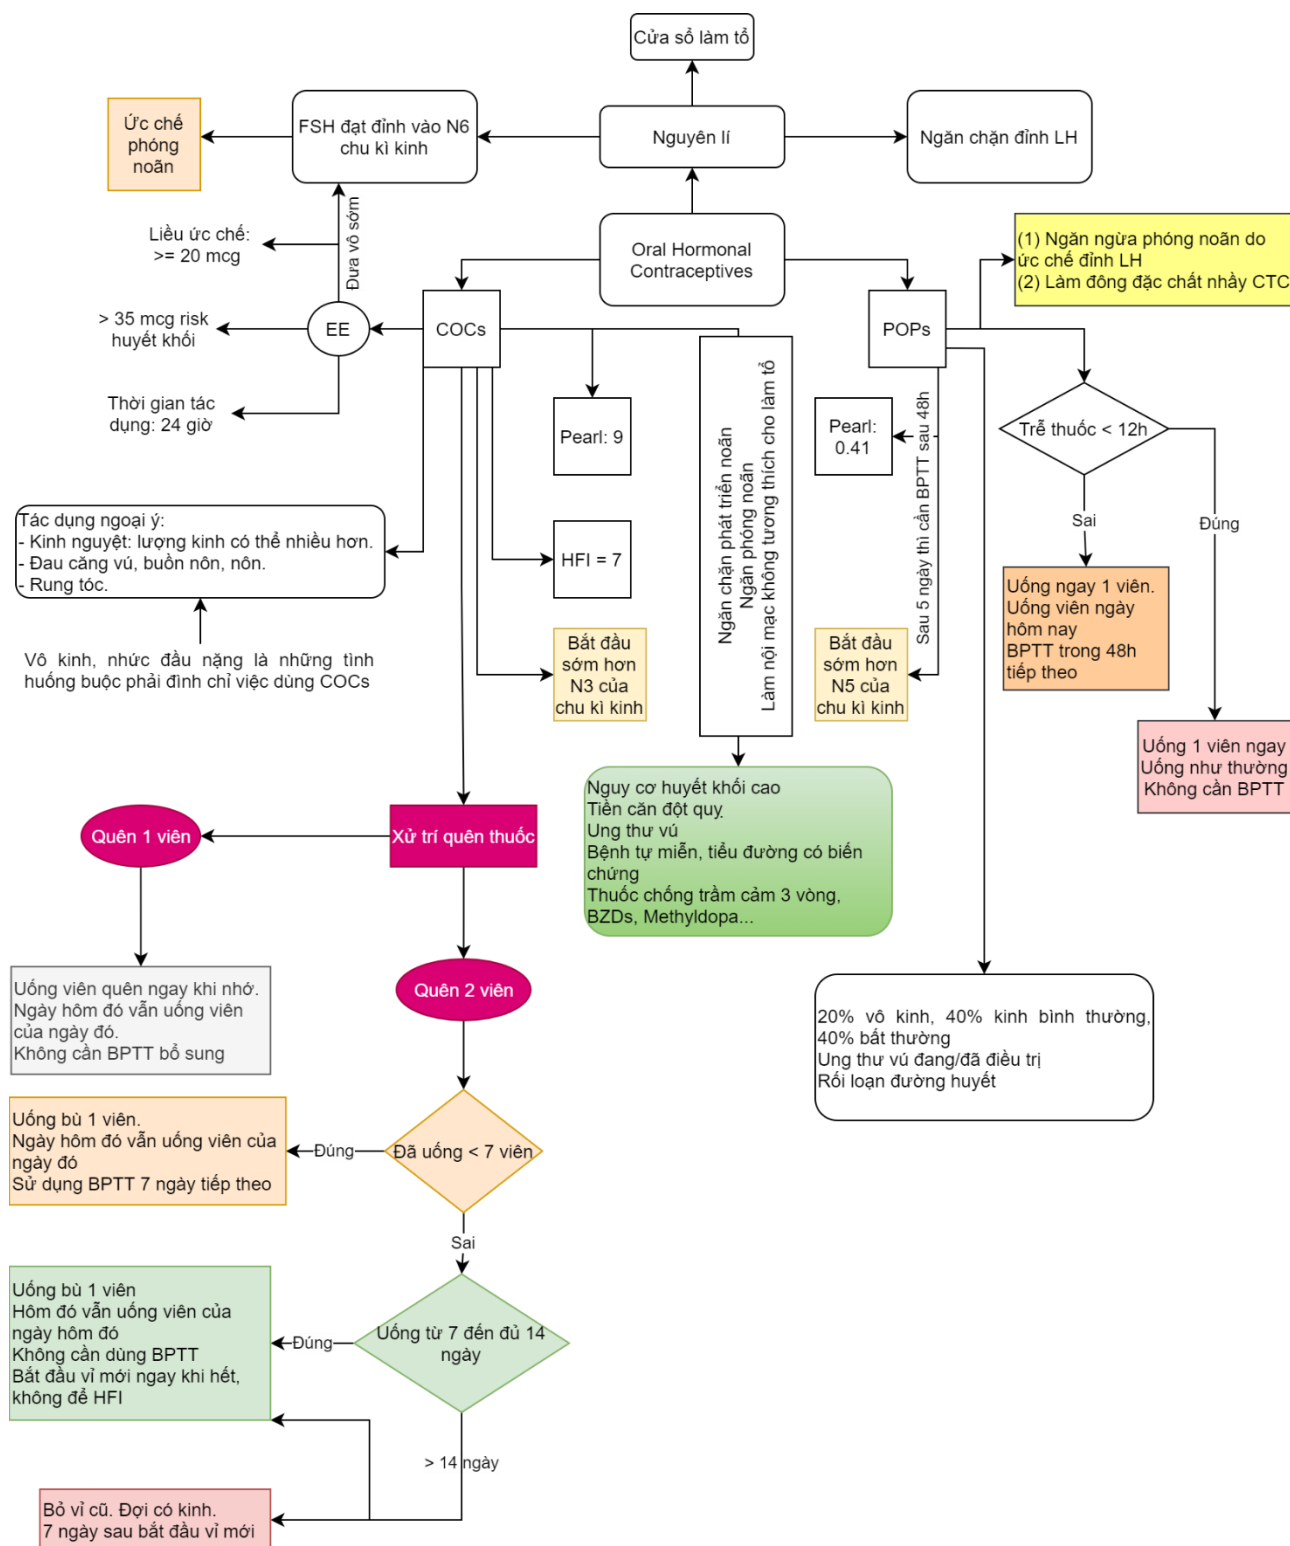 Cửa sổ làm tổ
Ức chế
phóng
noãn
FSH đạt đỉnh vào N6
chu kì kinh
Nguyên lí
Ngăn chặn đỉnh LH
Liều ức chế:
>= 20 mcg
Đưa vô sớm
Oral Hormonal
Contraceptives
(1) Ngăn ngừa phóng noãn do
ức chế đỉnh LH
(2) Làm đông đặc chất nhầy CTC
> 35 mcg risk
huyết khối
EE
COCs
POPs
Thời gian tác
dụng: 24 giờ
Pearl: 9
Ngăn chặn phát triển noãn
Ngăn phóng noãn
Làm nội mạc không tương thích cho làm tổ
Pearl:
0.41
Sau 5 ngày thì cần BPTT sau 48h
Trễ thuốc < 12h
Sai
Đúng
Tác dụng ngoại ý:
- Kinh nguyệt: lượng kinh có thể nhiều hơn.
- Đau căng vú, buồn nôn, nôn.
- Rung tóc.
HFI = 7
Uống ngay 1 viên.
Uống viên ngày
hôm nay
BPTT trong 48h
tiếp theo
Vô kinh, nhức đầu nặng là những tình
huống buộc phải đình chỉ việc dùng COCs
Bắt đầu
sớm hơn
N3 của
chu kì kinh
Bắt đầu
sớm hơn
N5 của
chu kì kinh
Uống 1 viên ngay
Uống như thường
Không cần BPTT
Quên 1 viên
Xử trí quên thuốc
Nguy cơ huyết khối cao
Tiền căn đột quỵ
Ung thư vú
Bệnh tự miễn, tiểu đường có biến
chứng
Thuốc chống trầm cảm 3 vòng,
BZDs, Methyldopa...
Uống viên quên ngay khi nhớ.
Ngày hôm đó vẫn uống viên
của ngày đó.
Không cần BPTT bổ sung
Quên 2 viên
20% vô kinh, 40% kinh bình thường,
40% bất thường
Ung thư vú đang/đã điều trị
Rối loạn đường huyết
Uống bù 1 viên.
Ngày hôm đó vẫn uống viên của
ngày đó
Sử dụng BPTT 7 ngày tiếp theo
Đúng
Đã uống < 7 viên
Sai
Uống bù 1 viên
Hôm đó vẫn uống viên của
ngày hôm đó
Không cần dùng BPTT
Bắt đầu vỉ mới ngay khi hết,
không để HFI
Đúng
Uống từ 7 đến đủ 14
ngày
> 14 ngày
Bỏ vỉ cũ. Đợi có kinh.
7 ngày sau bắt đầu vỉ mới